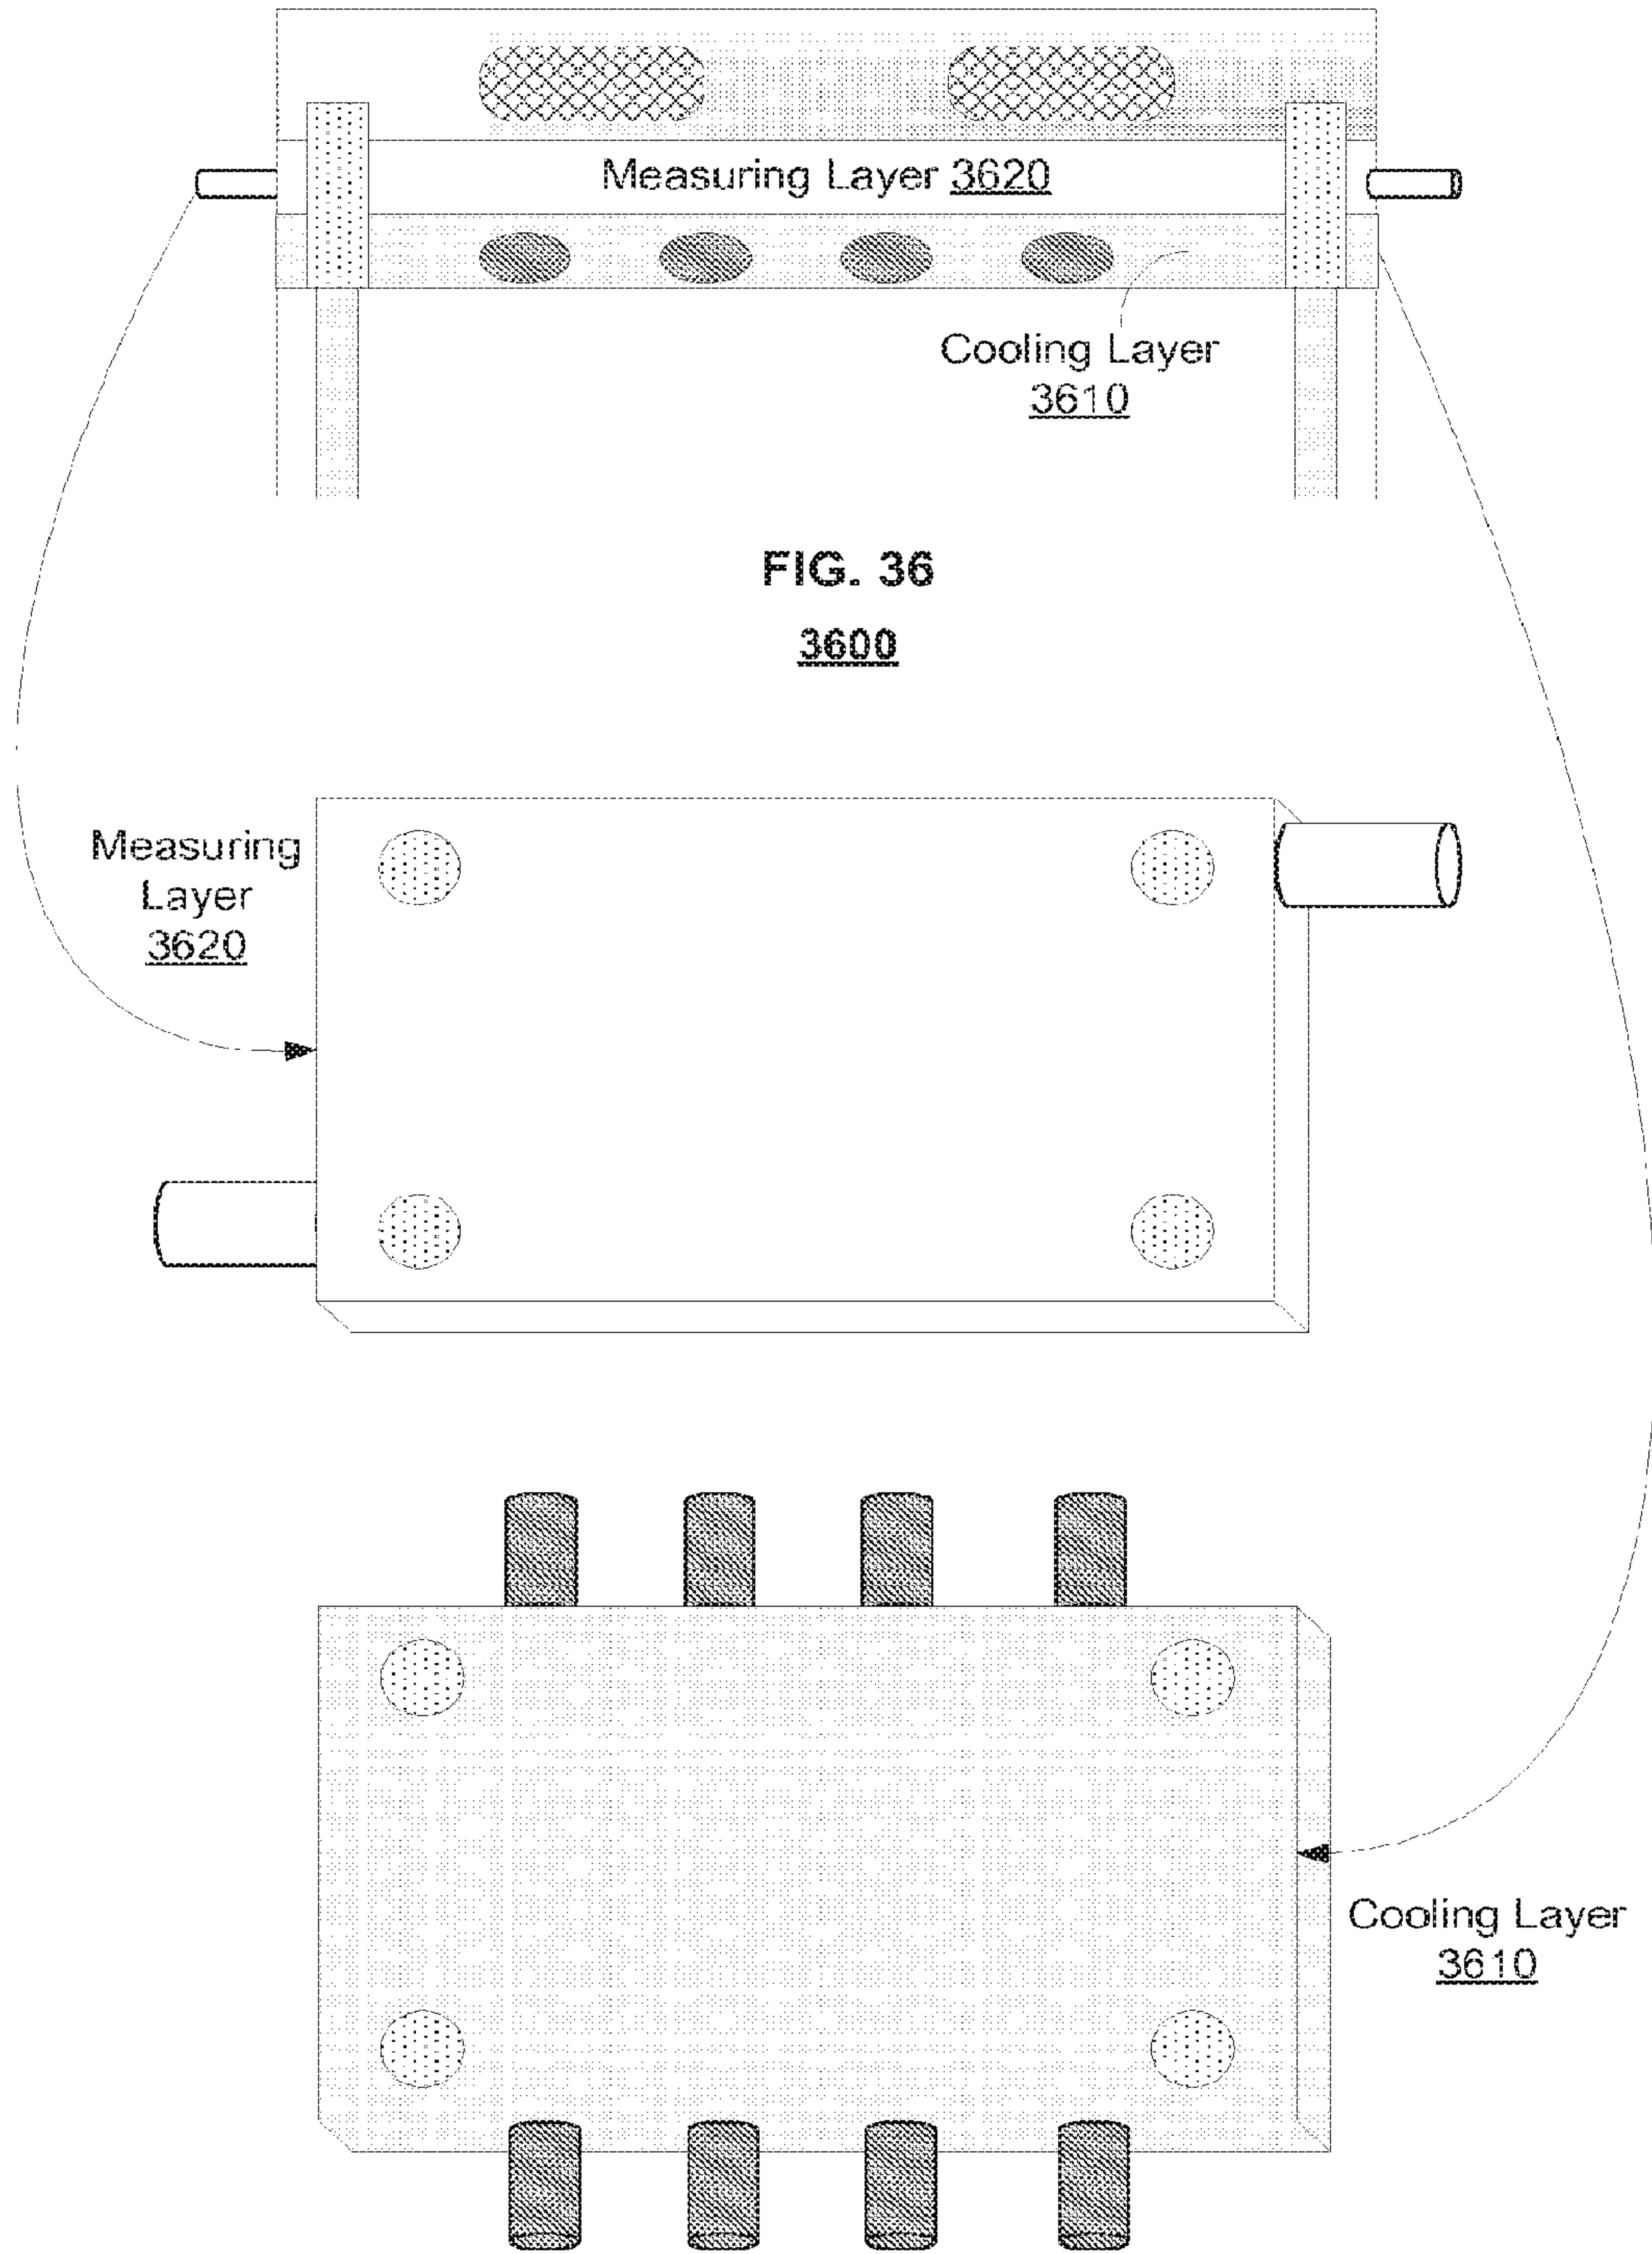 Measuring Layer 3620
Cooling Layer
3610
FIG. 36
3600
Measuring
Layer
3620
Cooling Layer
3610